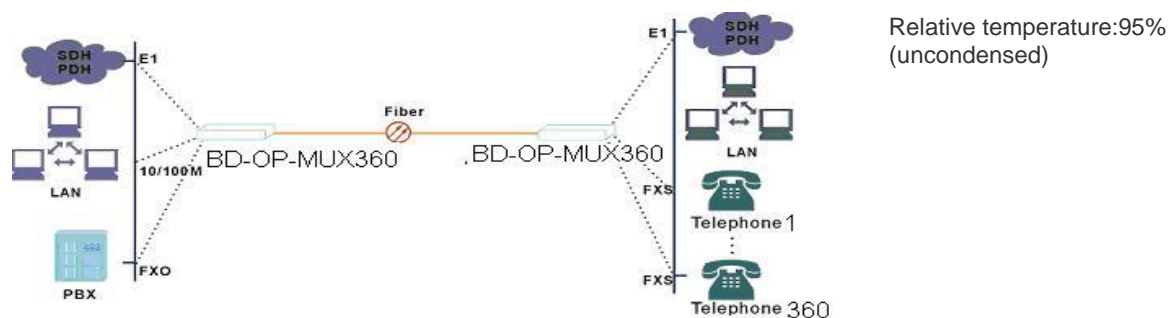 SDH
PDH
E1
LAN
10/100M
PBX
FXO
BD-OP-MUX360
Fiber
.BD-OP-MUX360
E1
SDH
PDH
LAN
FXS
Telephone 1
FXS
Telephone 360
Relative temperature:95%
(uncondensed)